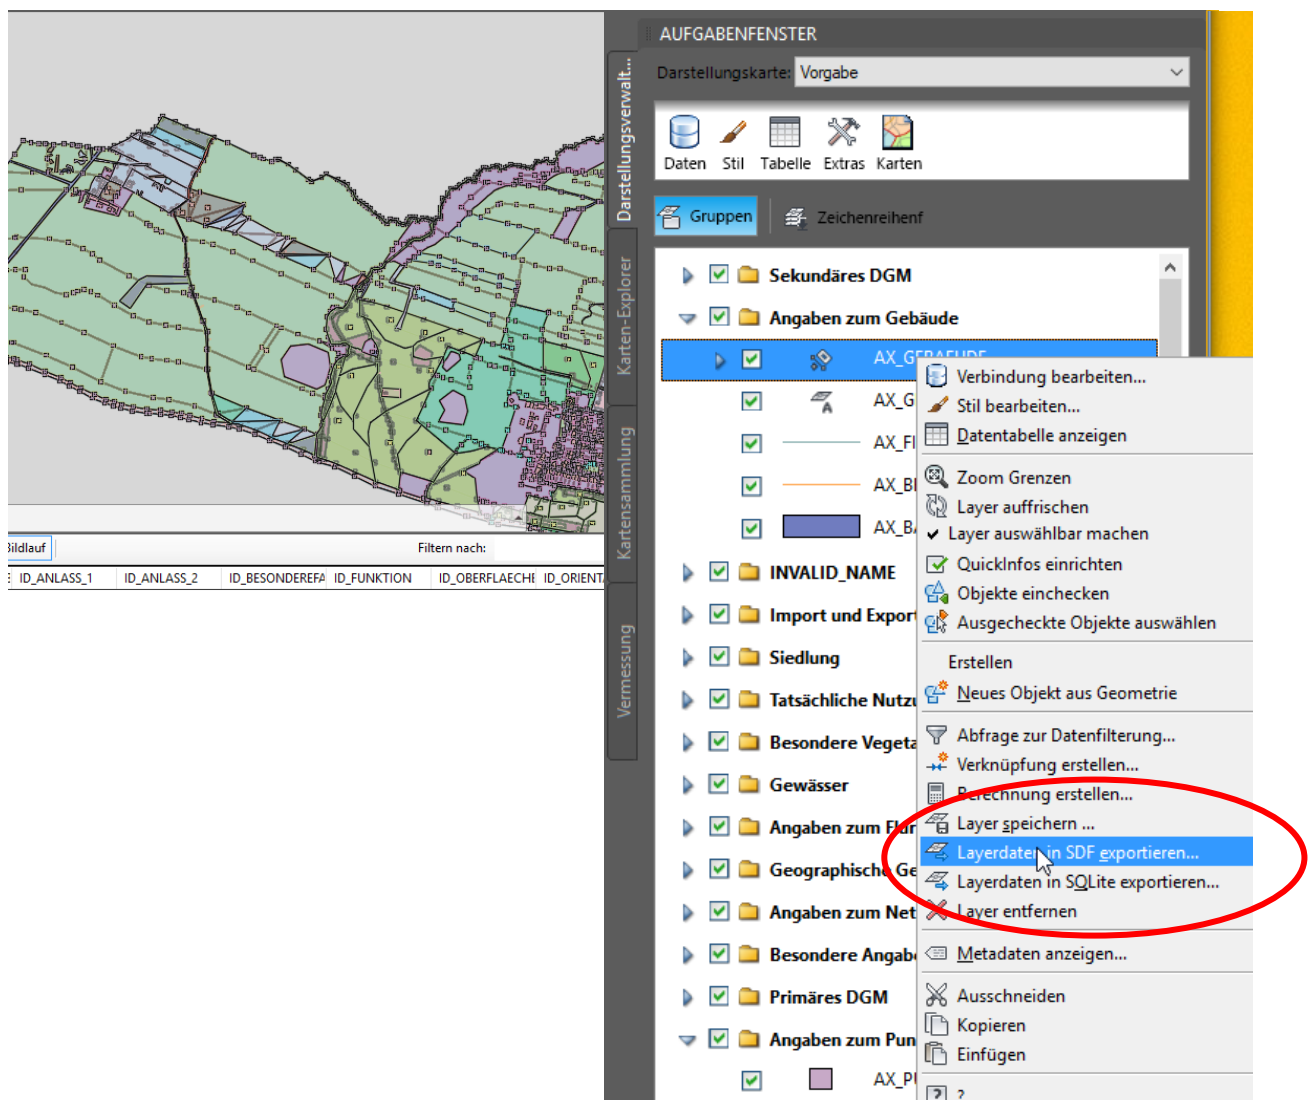 AUFGABENFENSTER
Darstellungskarte: Vorgabe
Daten Stil Tabelle Extras Karten
Gruppen Zeichenreihenf
Darstellungsverwalt...
Karten-Explorer
Kartensammlung
Vermessung
Sekundäres DGM
Angaben zum Gebäude
AX_GEBAEUDE
AX_G
AX_FI
AX_BI
AX_BA
INVALID_NAME
Import und Export
Siedlung
Tatsächliche Nutzu
Besondere Vegeta
Gewässer
Angaben zum Flur
Geographische Ge
Angaben zum Net
Besondere Angab
Primäres DGM
Angaben zum Pun
AX_PU
Verbindung bearbeiten...
Stil bearbeiten...
Datentabelle anzeigen
Zoom Grenzen
Layer auffrischen
Layer auswählbar machen
QuickInfos einrichten
Objekte einchecken
Ausgecheckte Objekte auswählen
Erstellen
Neues Objekt aus Geometrie
Abfrage zur Datenfilterung...
Verknüpfung erstellen...
Berechnung erstellen...
Layer speichern ...
Layerdaten in SDF exportieren...
Layerdaten in SQLite exportieren...
Layer entfernen
Metadaten anzeigen...
Ausschneiden
Kopieren
Einfügen
?
Bildlauf Filtern nach:
E ID_ANLASS_1 ID_ANLASS_2 ID_BESONDEREFA ID_FUNKTION ID_OBERFLAECHE ID_ORIENTA